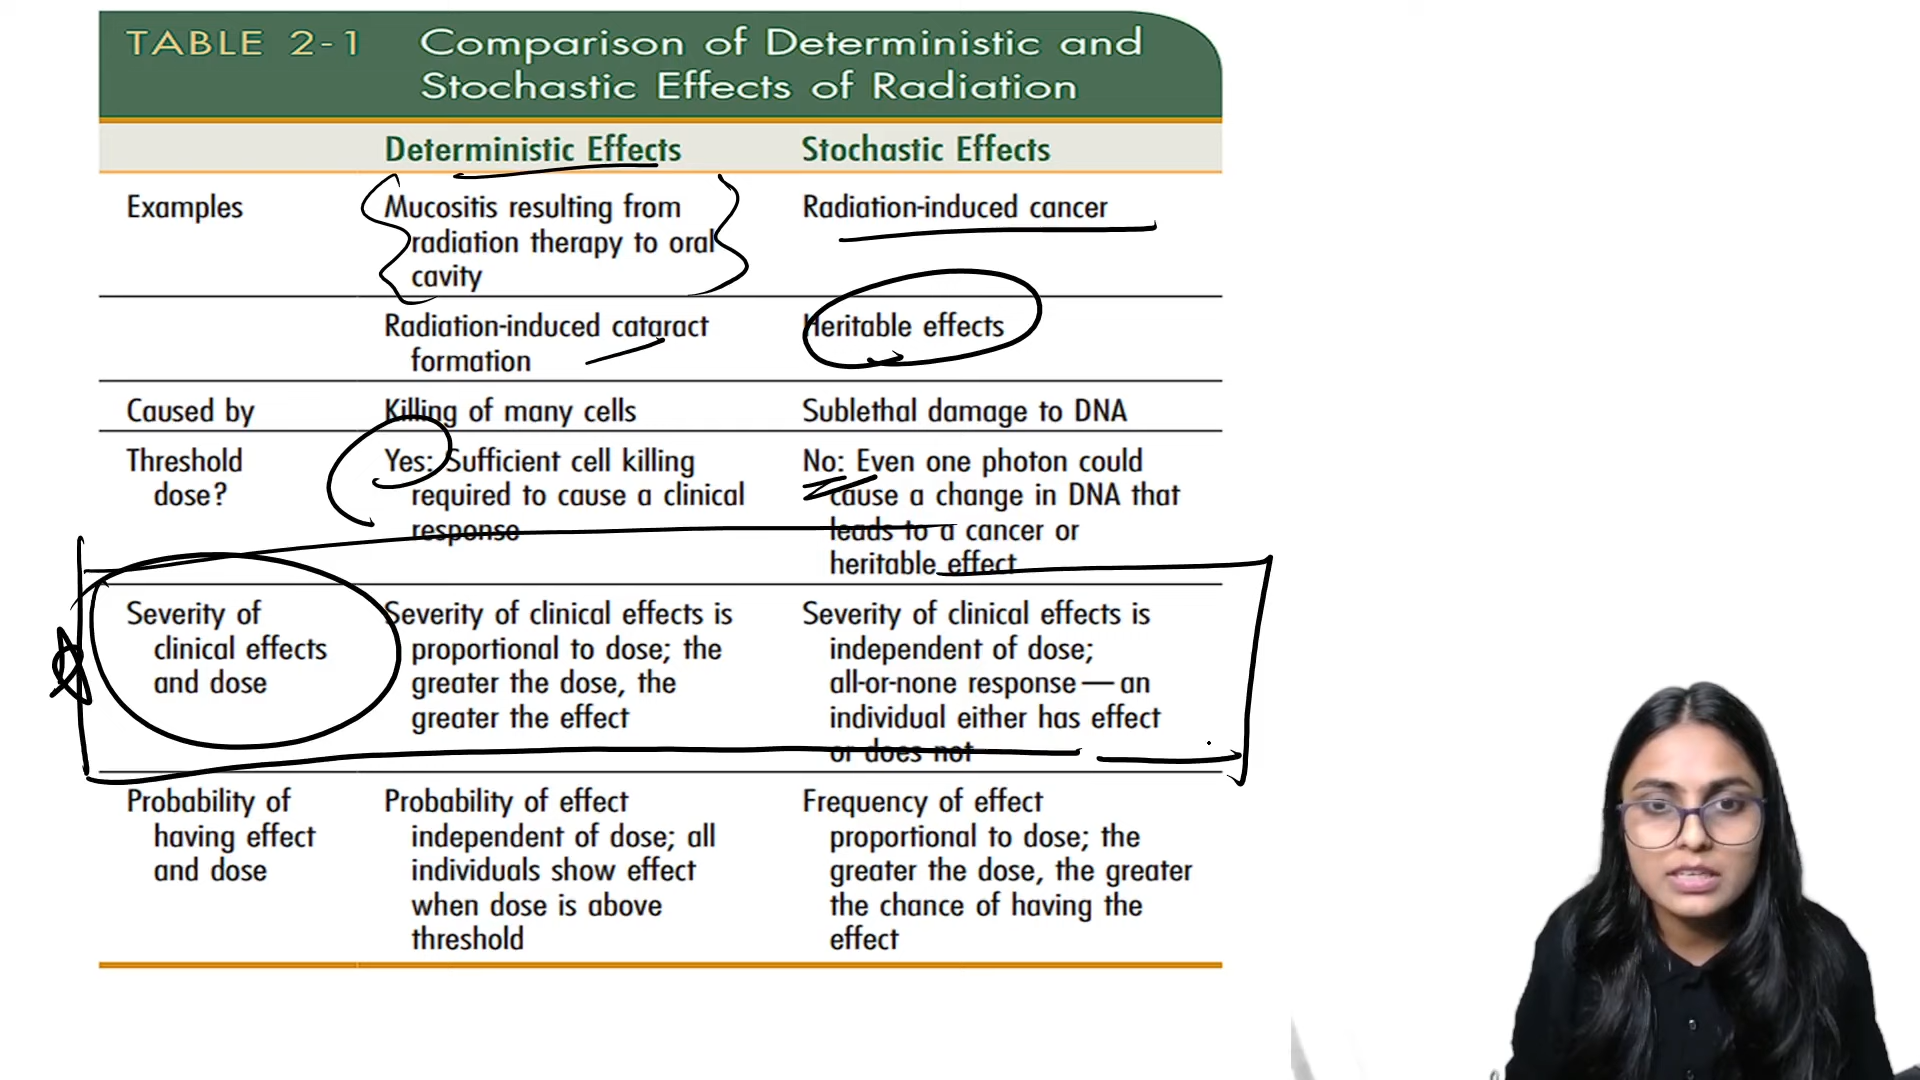 TABLE 2-1 Comparison of Deterministic and
Stochastic Effects of Radiation
Deterministic Effects Stochastic Effects
Examples Mucositis resulting from Radiation-induced cancer
radiation therapy to oral
cavity
Radiation-induced cataract Heritable effects
formation
Caused by Killing of many cells Sublethal damage to DNA
Threshold Yes: Sufficient cell killing No: Even one photon could
dose? required to cause a clinical cause a change in DNA that
response leads to a cancer or
heritable effect
Severity of Severity of clinical effects is Severity of clinical effects is
clinical effects proportional to dose; the independent of dose;
and dose greater the dose, the all-or-none response—an
greater the effect individual either has effect
or does not
Probability of Probability of effect Frequency of effect
having effect independent of dose; all proportional to dose; the
and dose individuals show effect greater the dose, the greater
when dose is above the chance of having the
threshold effect